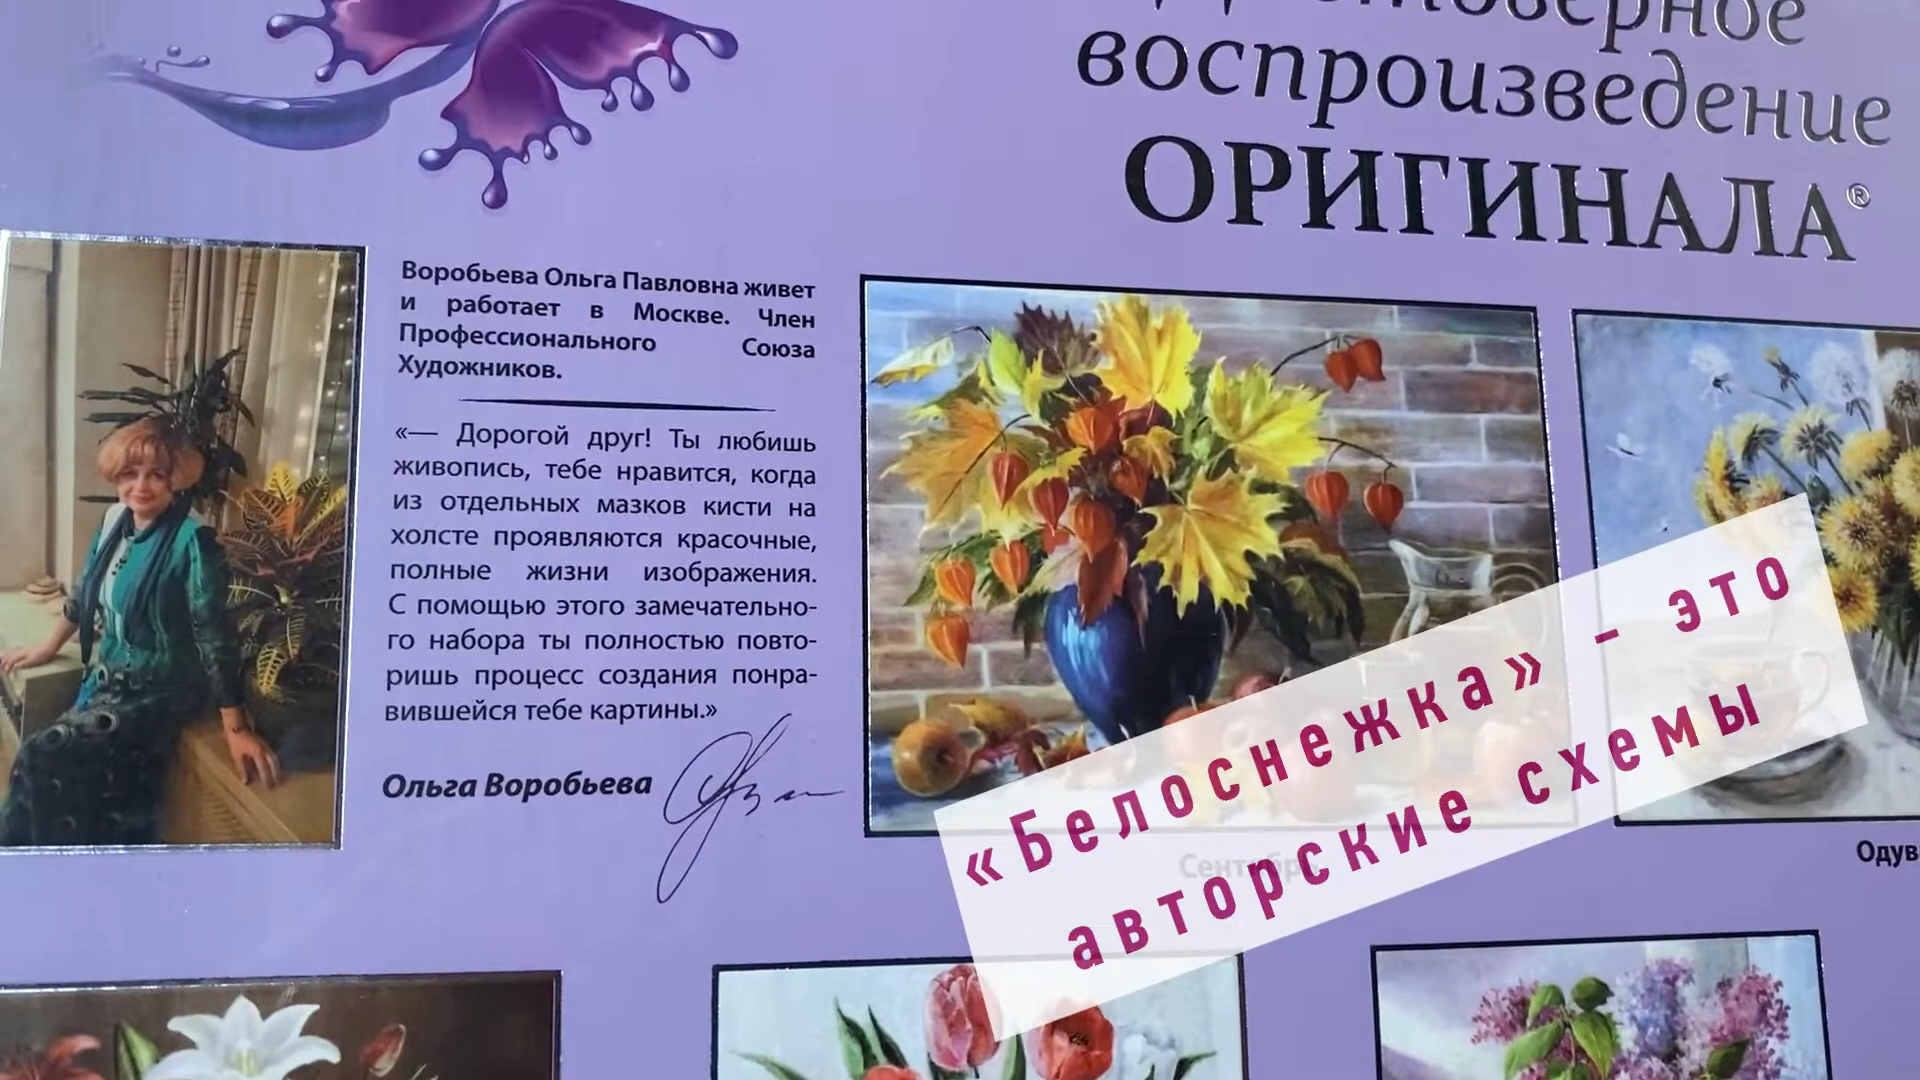 воспроизведение
ОРИГИНАЛА®
Воробьева Ольга Павловна живет
и работает в Москве. Член
Профессионального Союза
Художников.
«— Дорогой друг! Ты любишь
живопись, тебе нравится, когда
из отдельных мазков кисти на
холсте проявляются красочные,
полные жизни изображения.
С помощью этого замечательно-
го набора ты полностью повто-
ришь процесс создания понра-
вившейся тебе картины.»
Ольга Воробьева
Сентябрь
«Белоснежка» - это
авторские схемы